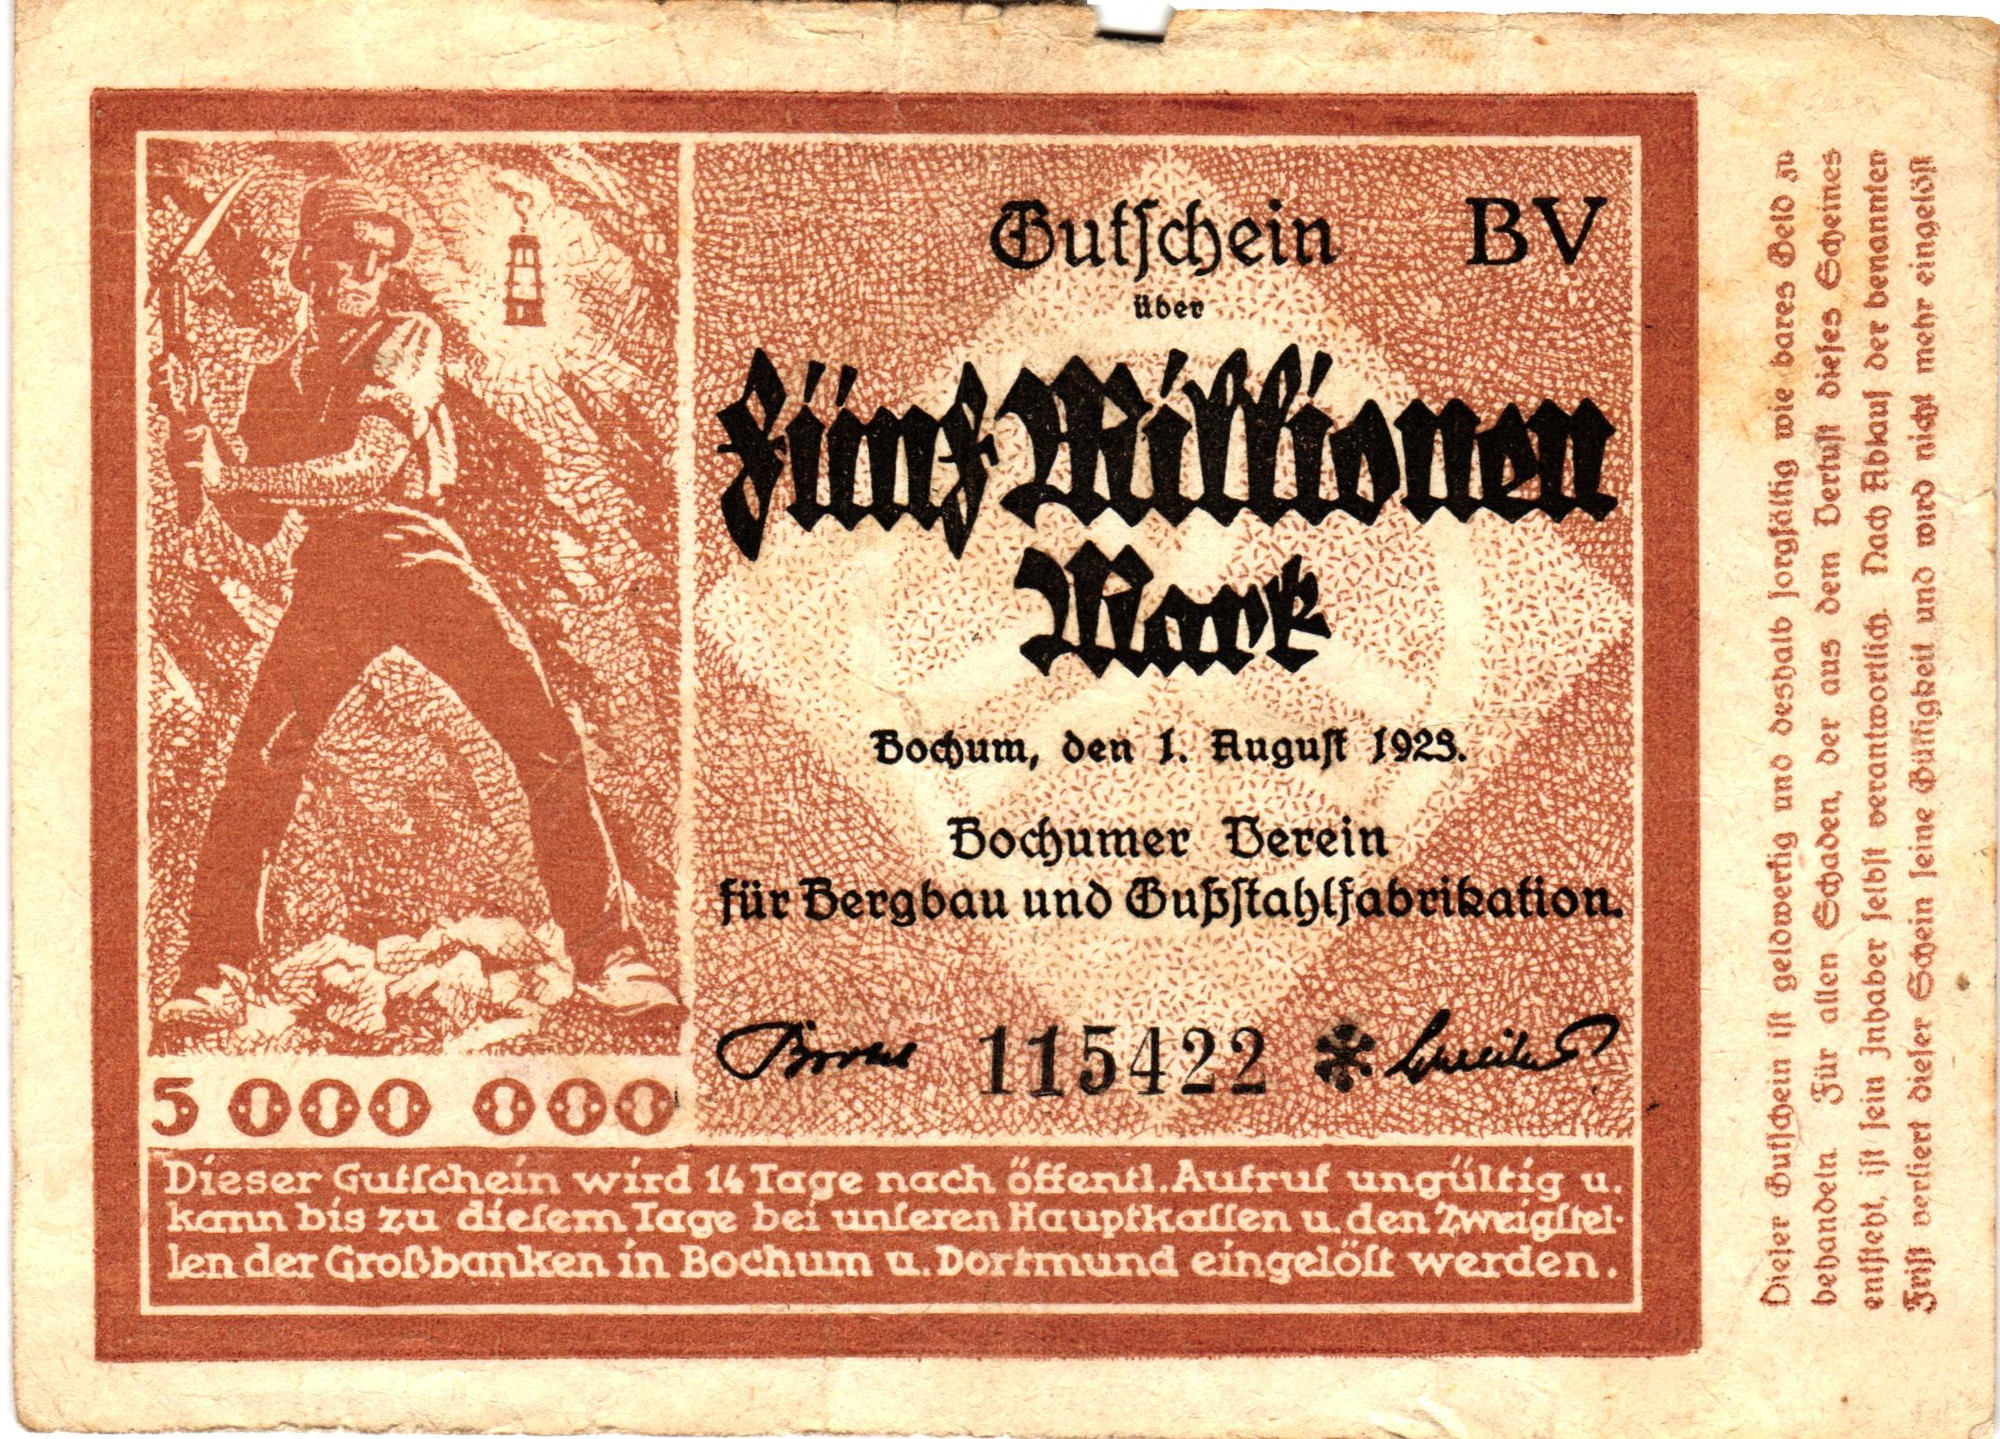 Gutschein BV
über
Fünf Millionen
Mark
Bochum, den 1. August 1923.
Bochumer Verein
für Bergbau und Gußstahlfabrikation.
115422 *
5 000 000
Dieser Gutschein wird 14 Tage nach öffentl. Aufruf ungültig u.
kann bis zu diesem Tage bei unseren Hauptkassen u. den Zweigstel-
len der Großbanken in Bochum u. Dortmund eingelöst werden.
Dieser Gutschein ist geldwertig und deshalb sorgfältig wie bares Geld zu
behandeln. Für allen Schaden, der aus dem Verlust dieses Scheines
entsteht, ist sein Inhaber selbst verantwortlich. Nach Ablauf der benannten
Frist verliert dieser Schein seine Gültigkeit und wird nicht mehr eingelöst